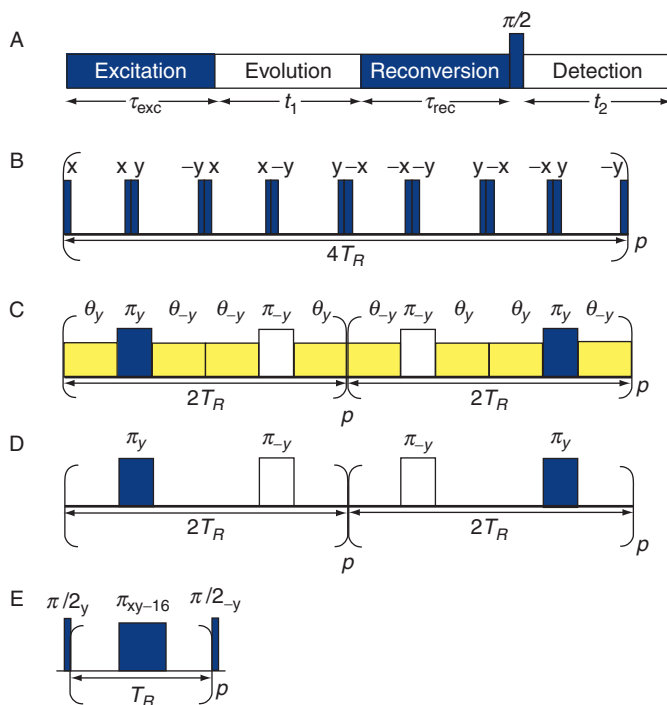 A
π/2
Excitation Evolution Reconversion Detection
τexc t1 τrec t2
B
x x y –y x x –y y –x –x –y y –x –x y –y
4TR p
C
θy πy θ–y θ–y π–y θy θ–y π–y θy θy πy θ–y
2TR p 2TR p
D
πy π–y π–y πy
2TR p 2TR p
E
π/2y πxy–16 π/2–y
TR p